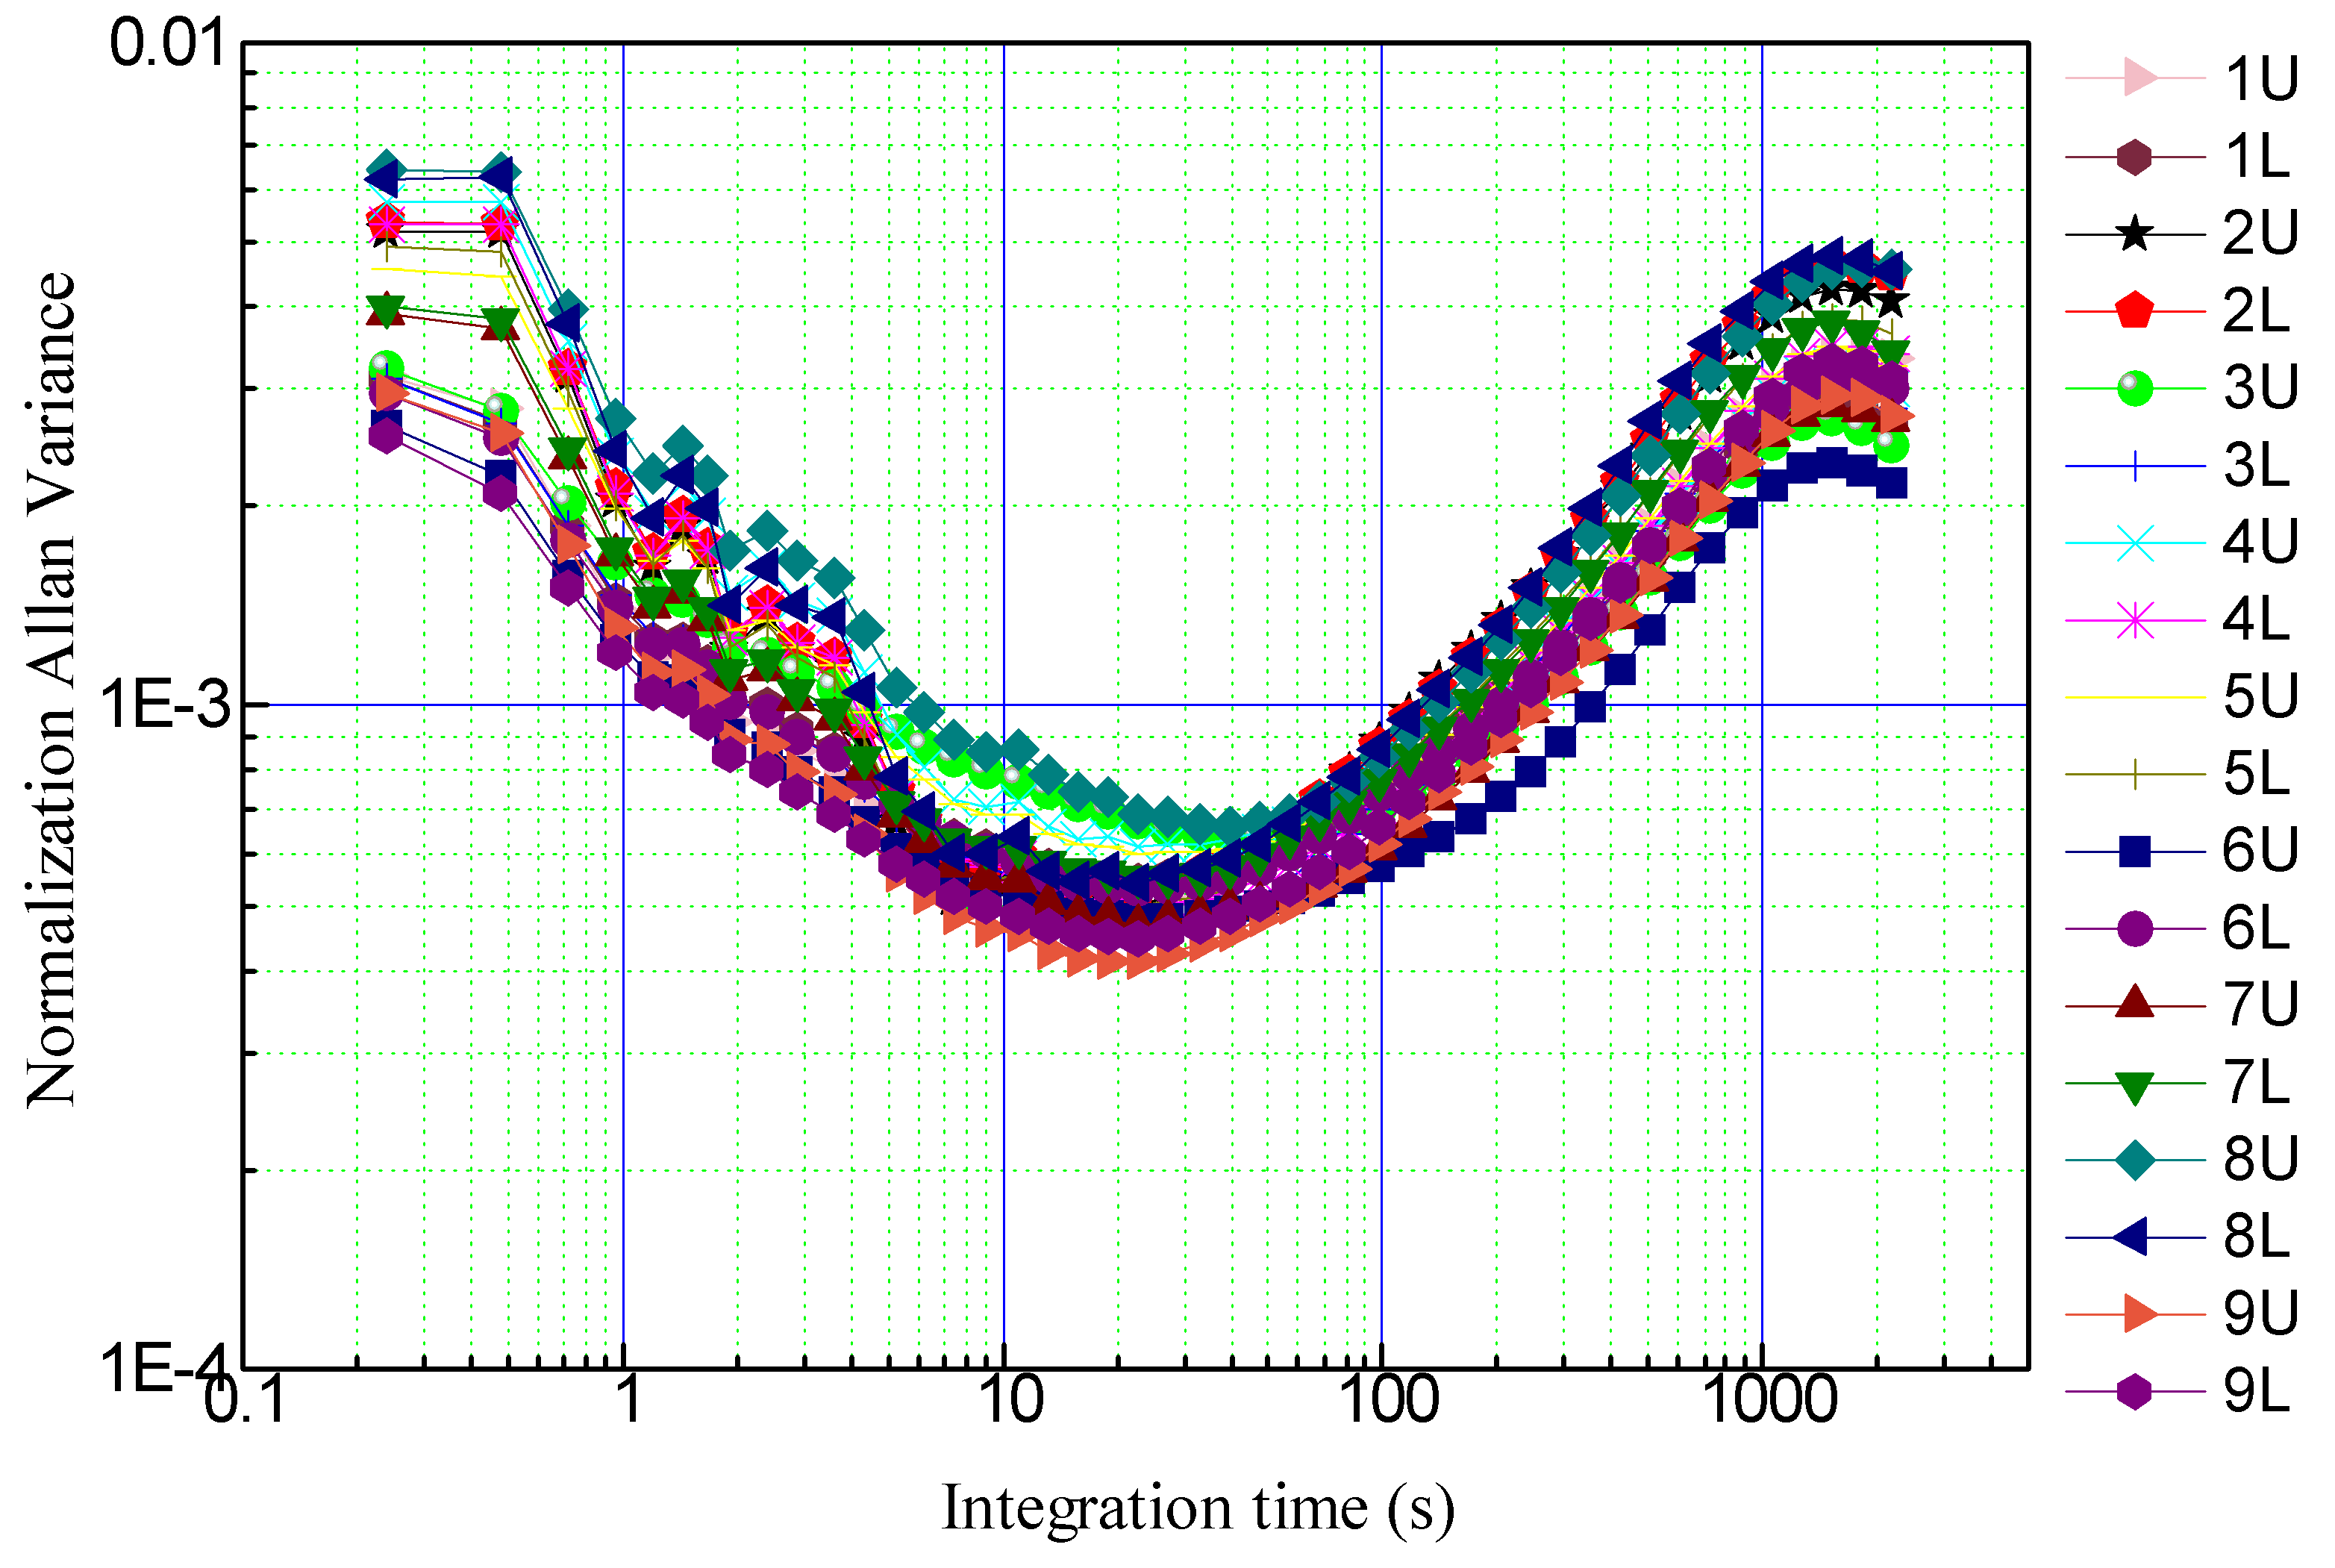 0.01
1E-3
1E-4
Normalization Allan Variance
0.1
1
10
100
1000
Integration time (s)
1U
1L
2U
2L
3U
3L
4U
4L
5U
5L
6U
6L
7U
7L
8U
8L
9U
9L